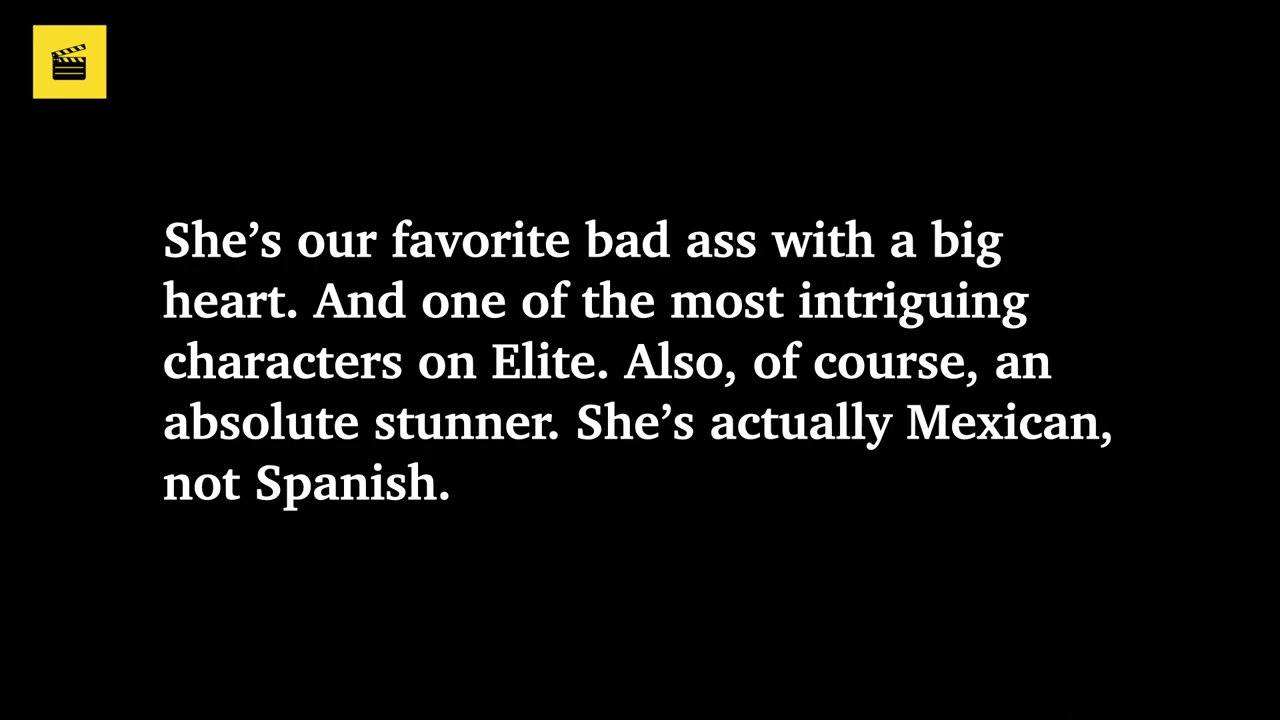 She’s our favorite bad ass with a big
heart. And one of the most intriguing
characters on Elite. Also, of course, an
absolute stunner. She’s actually Mexican,
not Spanish.